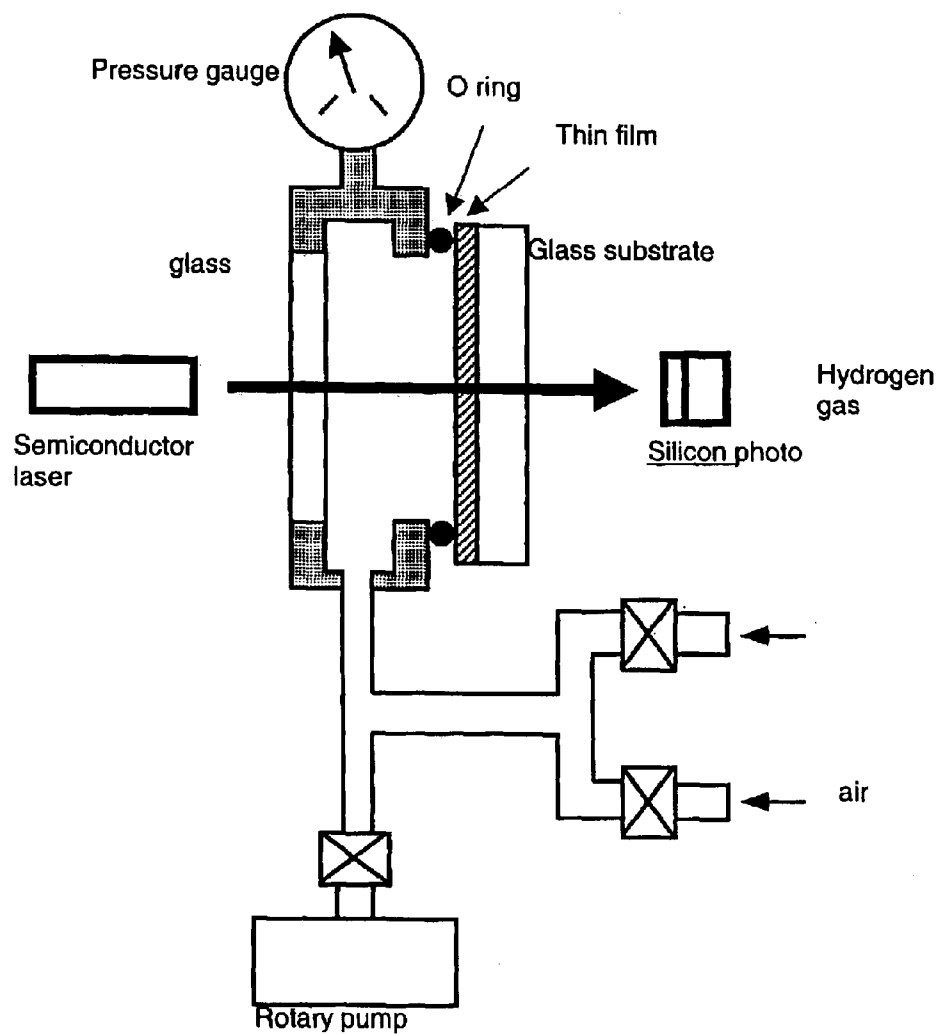 Pressure gauge
O ring
Thin film
glass
Glass substrate
Semiconductor
laser
Silicon photo
Hydrogen
gas
air
Rotary pump